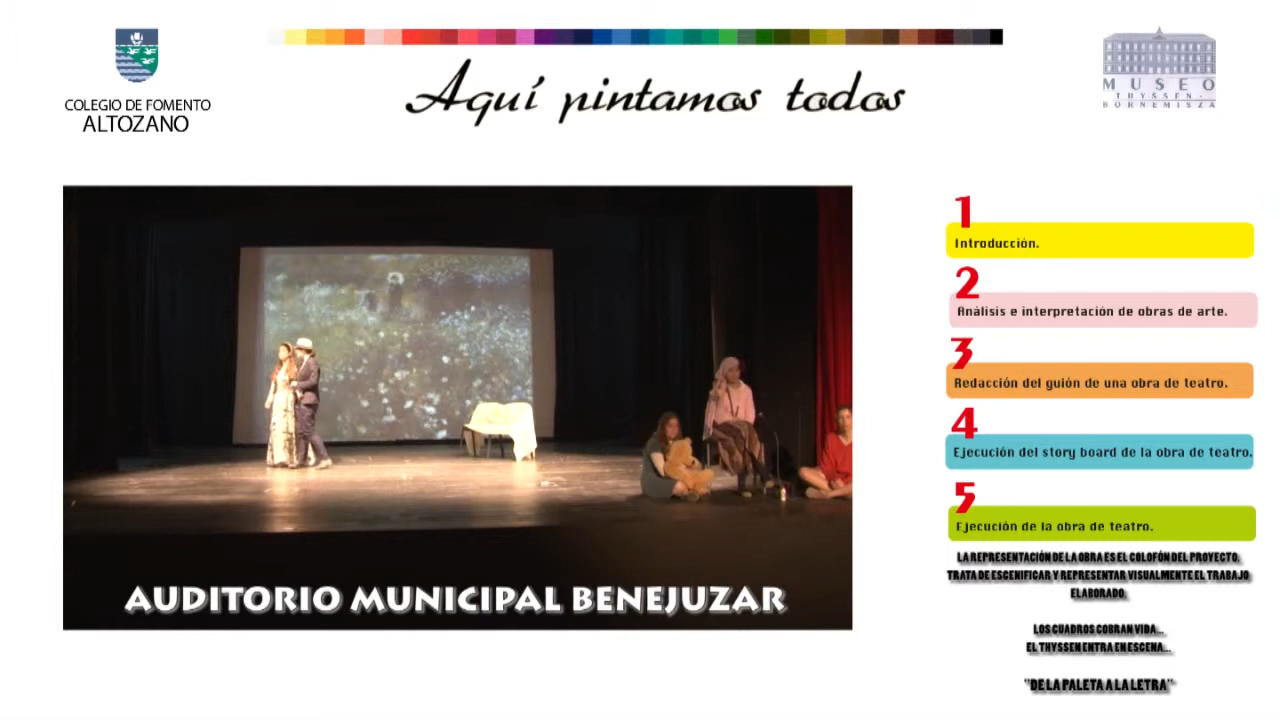 COLEGIO DE FOMENTO
ALTOZANO
Aquí pintamos todos
MUSEO
THYSSEN-
BORNEMISZA
AUDITORIO MUNICIPAL BENEJUZAR
1
Introducción.
2
Análisis e interpretación de obras de arte.
3
Redacción del guión de una obra de teatro.
4
Ejecución del story board de la obra de teatro.
5
Ejecución de la obra de teatro.
LA REPRESENTACIÓN DE LA OBRA ES EL COLOFÓN DEL PROYECTO.
TRATA DE ESCENIFICAR Y REPRESENTAR VISUALMENTE EL TRABAJO
ELABORADO.
LOS CUADROS COBRAN VIDA...
EL THYSSEN ENTRA EN ESCENA...
"DE LA PALETA A LA LETRA"